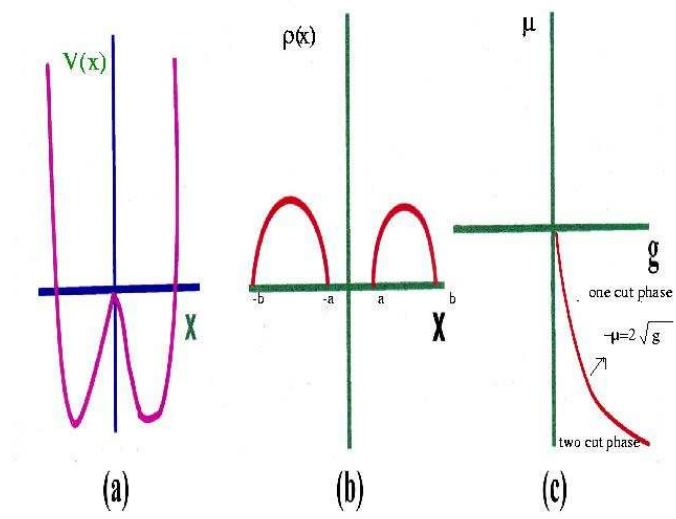 V(x)
X
(a)
ρ(x)
-b -a a b
X
(b)
μ
g
one cut phase
-μ=2√g
two cut phase
(c)